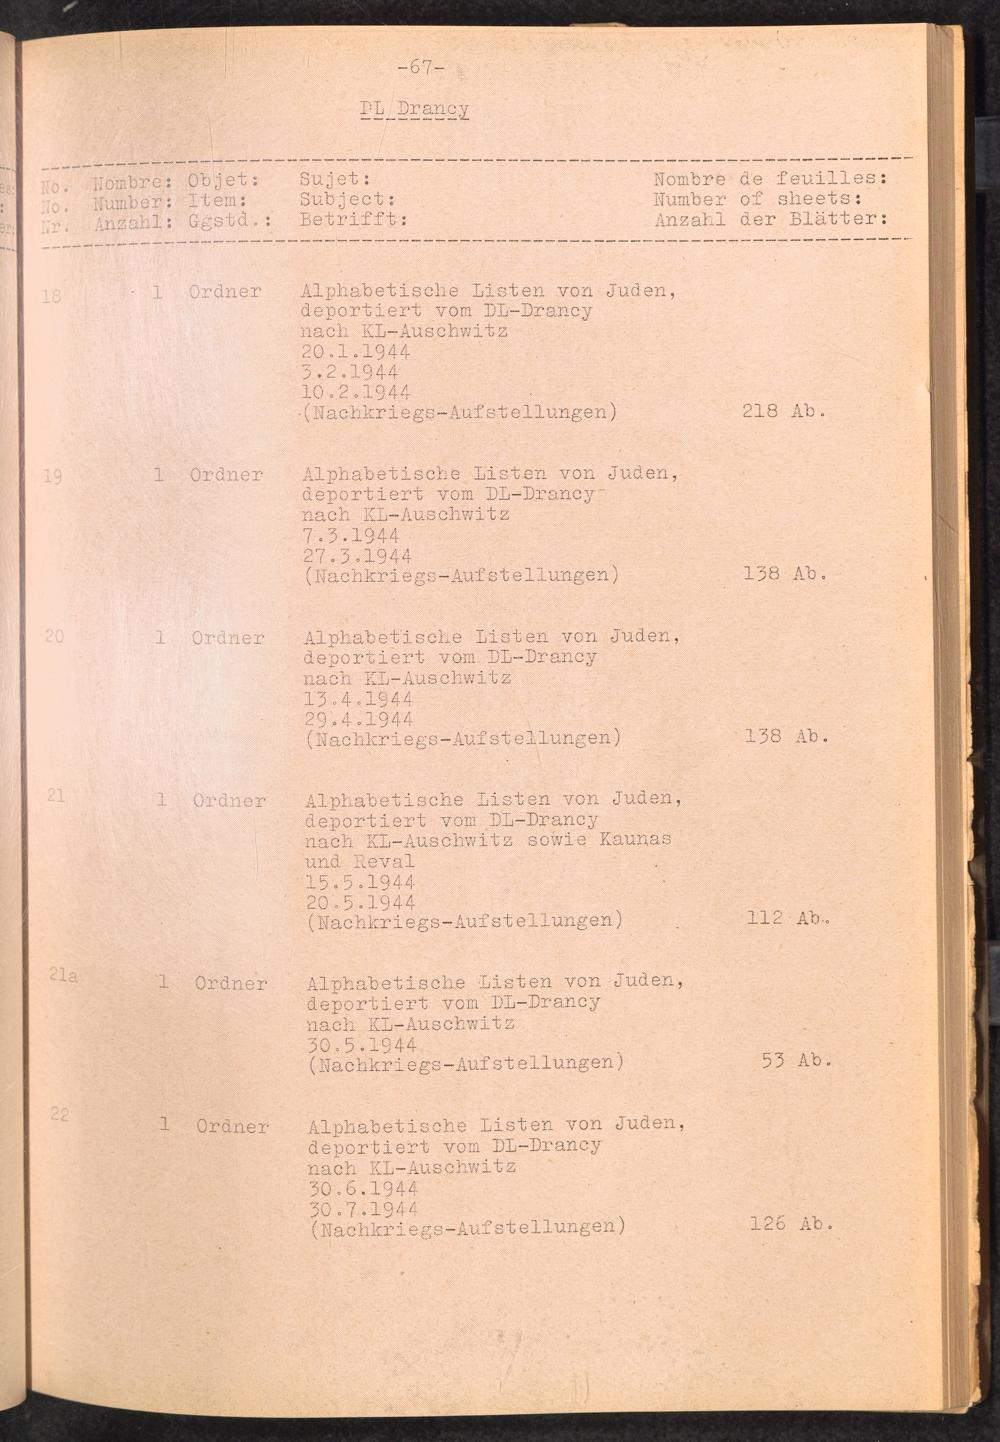 -67-
DL Drancy
No. Nombre: Objet: Sujet: Nombre de feuilles:
No. Number: Item: Subject: Number of sheets:
Nr. Anzahl: Ggstd.: Betrifft: Anzahl der Blätter:
18 1 Ordner Alphabetische Listen von Juden,
deportiert vom DL-Drancy
nach KL-Auschwitz
20.1.1944
3.2.1944
10.2.1944
(Nachkriegs-Aufstellungen) 218 Ab.
19 1 Ordner Alphabetische Listen von Juden,
deportiert vom DL-Drancy
nach KL-Auschwitz
7.3.1944
27.3.1944
(Nachkriegs-Aufstellungen) 138 Ab.
20 1 Ordner Alphabetische Listen von Juden,
deportiert vom DL-Drancy
nach KL-Auschwitz
13.4.1944
29.4.1944
(Nachkriegs-Aufstellungen) 138 Ab.
21 1 Ordner Alphabetische Listen von Juden,
deportiert vom DL-Drancy
nach KL-Auschwitz sowie Kaunas
und Reval
15.5.1944
20.5.1944
(Nachkriegs-Aufstellungen) 112 Ab.
21a 1 Ordner Alphabetische Listen von Juden,
deportiert vom DL-Drancy
nach KL-Auschwitz
30.5.1944
(Nachkriegs-Aufstellungen) 53 Ab.
22 1 Ordner Alphabetische Listen von Juden,
deportiert vom DL-Drancy
nach KL-Auschwitz
30.6.1944
30.7.1944
(Nachkriegs-Aufstellungen) 126 Ab.